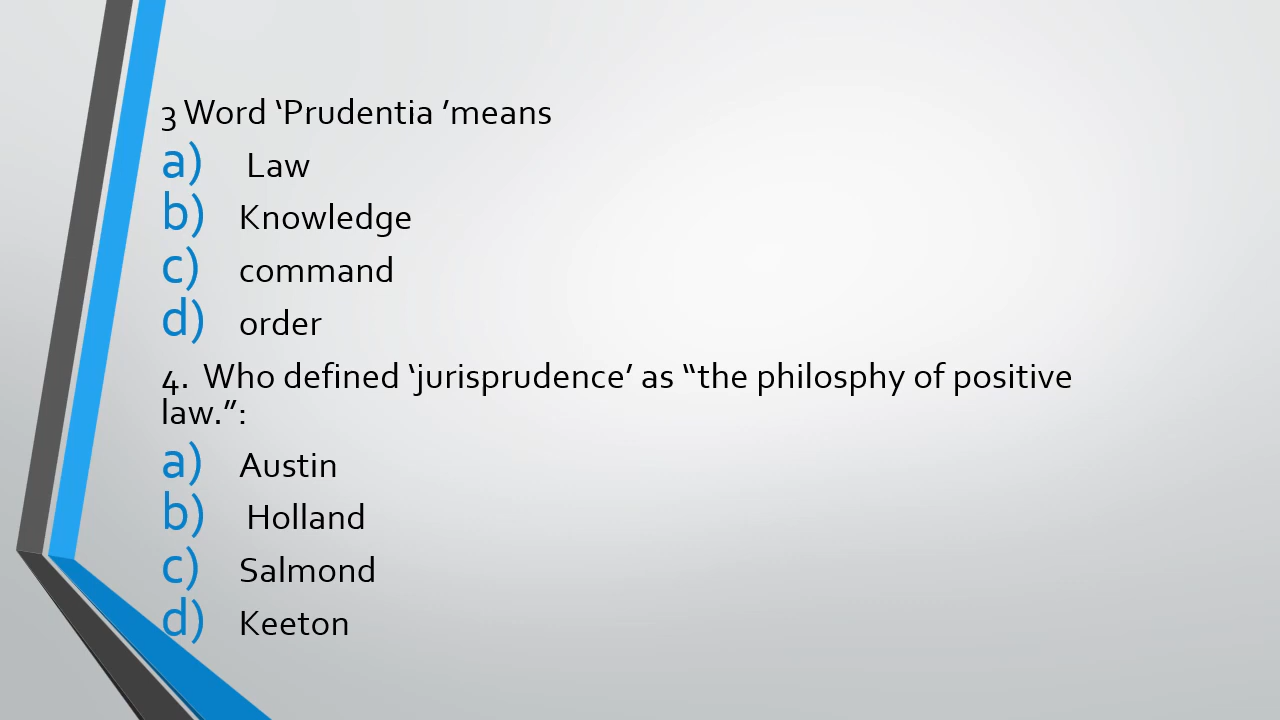 3 Word ‘Prudentia ’means
a) Law
b) Knowledge
c) command
d) order
4. Who defined ‘jurisprudence’ as “the philosphy of positive
law.”:
a) Austin
b) Holland
c) Salmond
d) Keeton